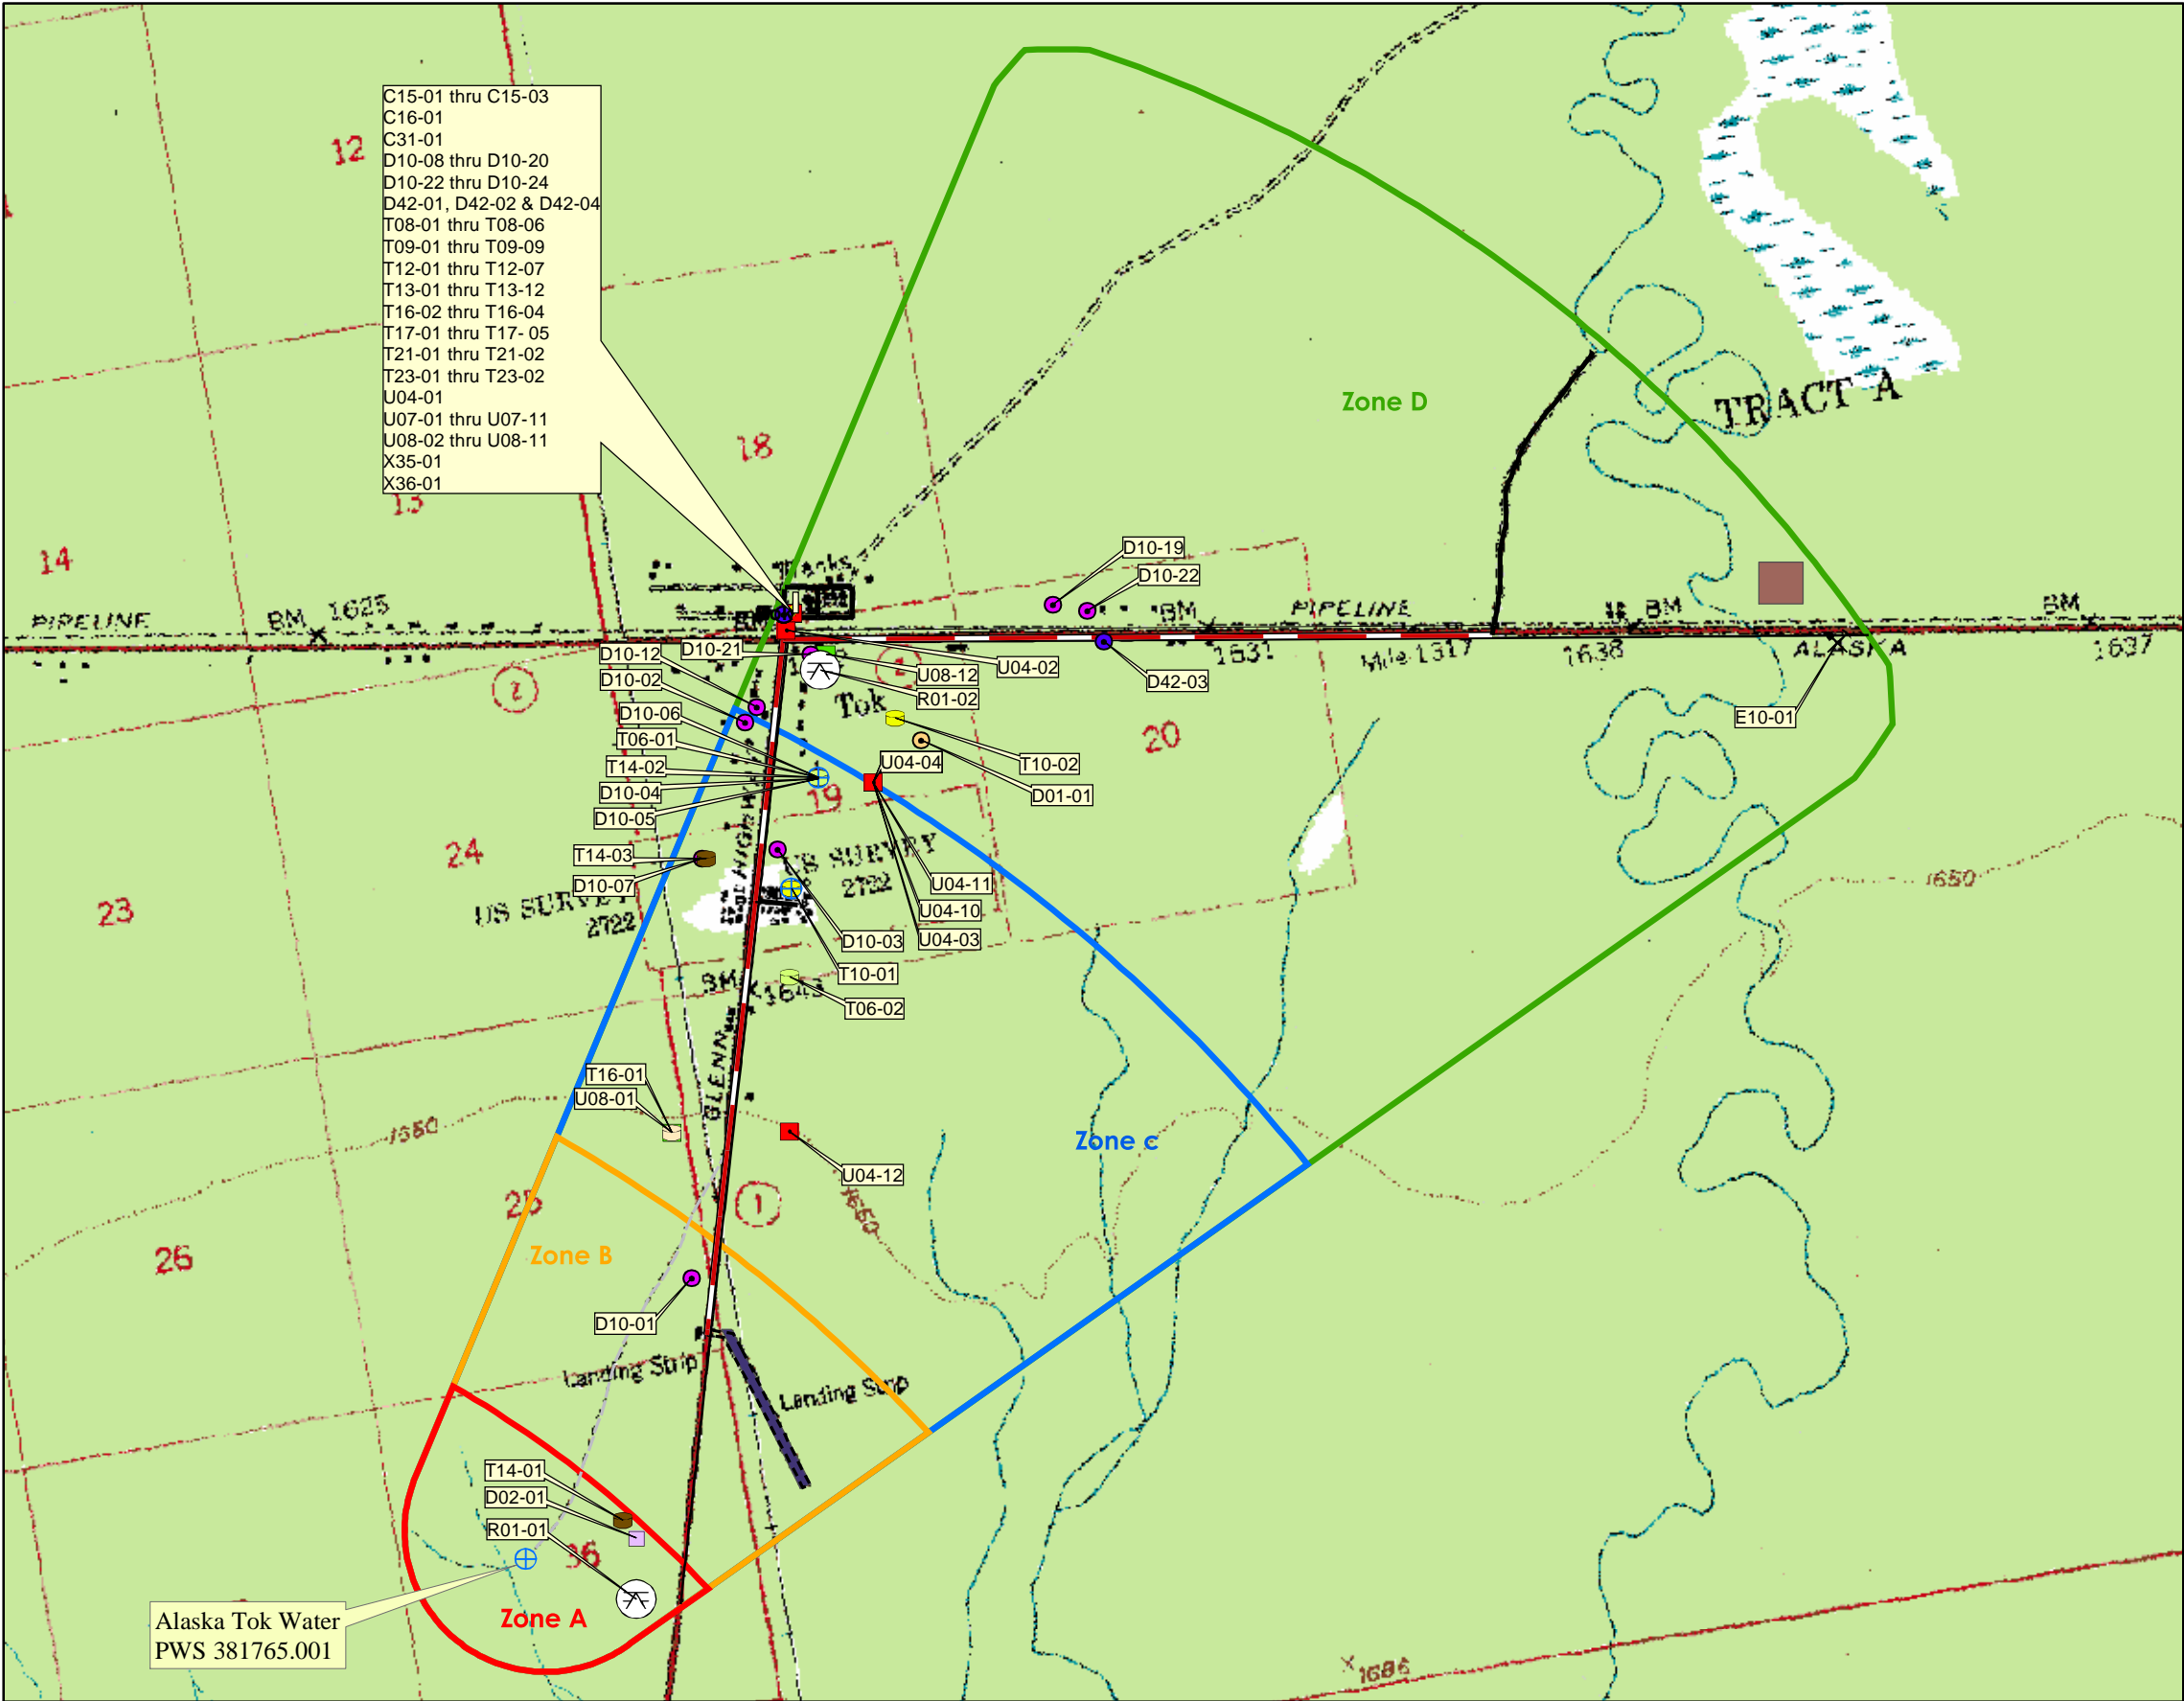 C15-01 thru C15-03
C16-01
C31-01
D10-08 thru D10-20
D10-22 thru D10-24
D42-01, D42-02 & D42-04
T08-01 thru T08-06
T09-01 thru T09-09
T12-01 thru T12-07
T13-01 thru T13-12
T16-02 thru T16-04
T17-01 thru T17- 05
T21-01 thru T21-02
T23-01 thru T23-02
U04-01
U07-01 thru U07-11
U08-02 thru U08-11
X35-01
X36-01
12
13
14
18
Zone D
TRACT A
D10-19
D10-22
PIPELINE
BM 1625
BM
PIPELINE
BM
BM
1631
Mile 1317
1638
ALASKA
1637
D10-12
D10-21
U04-02
U08-12
R01-02
D42-03
E10-01
D10-02
D10-06
T06-01
T14-02
D10-04
D10-05
2
Tok
20
T10-02
D01-01
U04-04
19
24
23
T14-03
D10-07
US SURVEY
2722
US SURVEY
2722
U04-11
U04-10
U04-03
D10-03
T10-01
T06-02
BM
1645
1650
T16-01
U08-01
GLENN
1650
U04-12
1650
Zone c
25
26
1
Zone B
D10-01
Landing Strip
Landing Strip
T14-01
D02-01
R01-01
36
Zone A
Alaska Tok Water
PWS 381765.001
1686